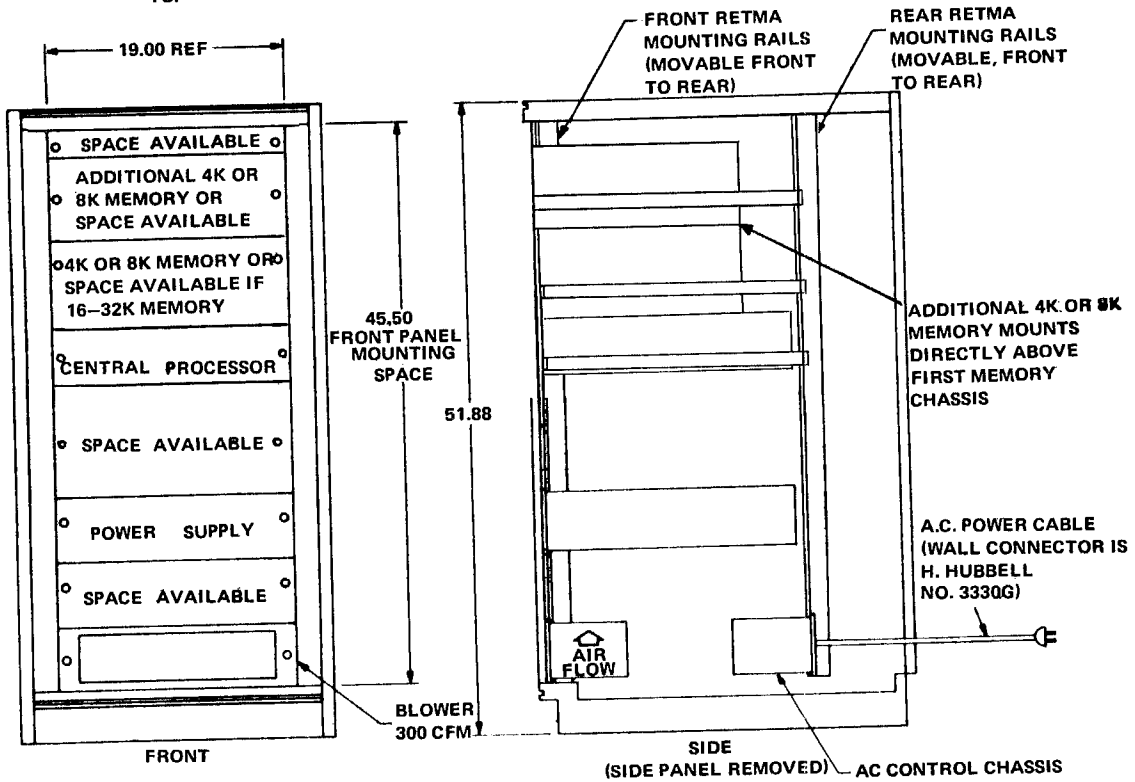 19.00 REF
SPACE AVAILABLE
ADDITIONAL 4K OR
8K MEMORY OR
SPACE AVAILABLE
4K OR 8K MEMORY OR
SPACE AVAILABLE IF
16–32K MEMORY
CENTRAL PROCESSOR
SPACE AVAILABLE
POWER SUPPLY
SPACE AVAILABLE
45.50
FRONT PANEL
MOUNTING
SPACE
51.88
BLOWER
300 CFM
FRONT
FRONT RETMA
MOUNTING RAILS
(MOVABLE FRONT
TO REAR)
REAR RETMA
MOUNTING RAILS
(MOVABLE, FRONT
TO REAR)
ADDITIONAL 4K OR 8K
MEMORY MOUNTS
DIRECTLY ABOVE
FIRST MEMORY
CHASSIS
A.C. POWER CABLE
(WALL CONNECTOR IS
H. HUBBELL
NO. 3330G)
AIR
FLOW
SIDE
(SIDE PANEL REMOVED)
AC CONTROL CHASSIS